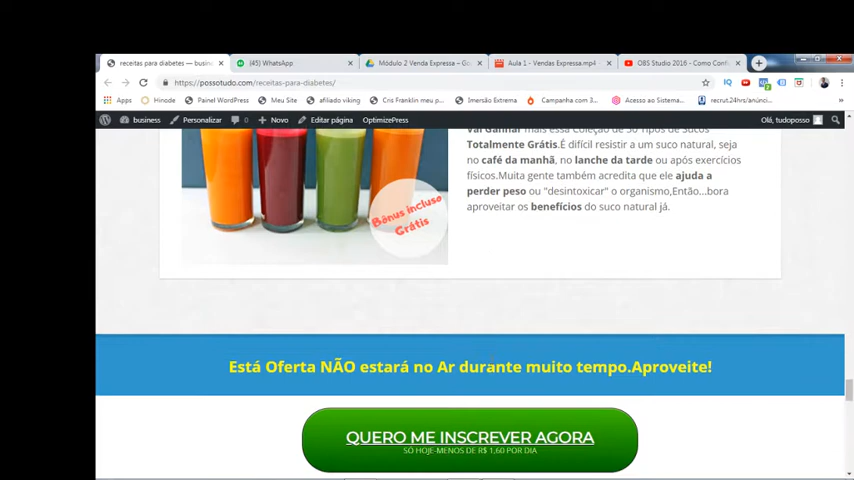 receitas para diabetes — busin
(45) WhatsApp
Módulo 2 Venda Expressa – Go
Aula 1 - Vendas Expressa.mp4
OBS Studio 2016 - Como Conf
https://possotudo.com/receitas-para-diabetes/
Apps
Hinode
Painel WordPress
Meu Site
afiliado viking
Cns Franklin meu p...
Imersão Extrema
Campanha com 3...
Acesso ao Sistema...
recrut.24hrs/anúnci...
business
Personalizar
0
Novo
Editar página
OptimizePress
Olá, tudoposso
Vai Ganhar mais essa Coleção de 50 Tipos de Sucos
Totalmente Grátis.É difícil resistir a um suco natural, seja
no café da manhã, no lanche da tarde ou após exercícios
físicos.Muita gente também acredita que ele ajuda a
perder peso ou "desintoxicar" o organismo,Então...bora
aproveitar os benefícios do suco natural já.
Bônus incluso
Grátis
Está Oferta NÃO estará no Ar durante muito tempo.Aproveite!
QUERO ME INSCREVER AGORA
SÓ HOJE-MENOS DE R$ 1,60 POR DIA